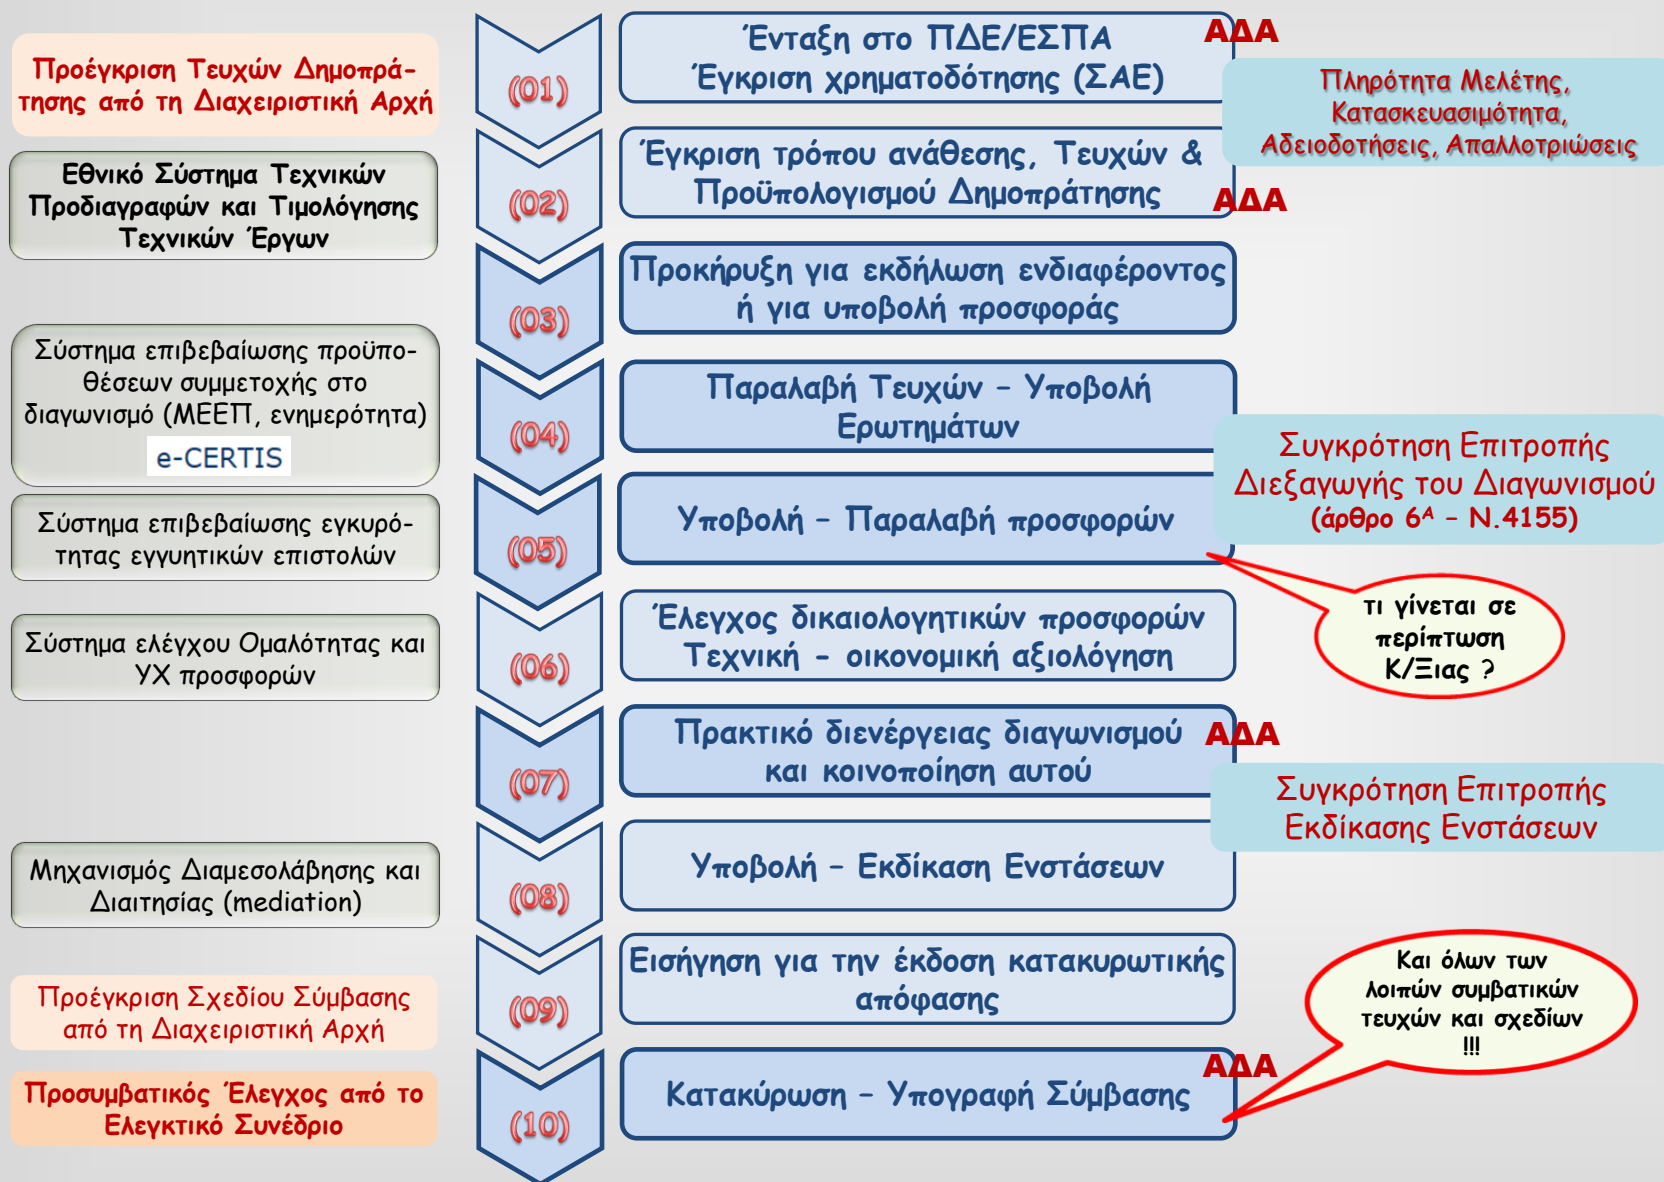 Προέγκριση Τευχών Δημοπρά-
τησης από τη Διαχειριστική Αρχή
(01)
Ένταξη στο ΠΔΕ/ΕΣΠΑ
Έγκριση χρηματοδότησης (ΣΑΕ)
ΑΔΑ
Πληρότητα Μελέτης,
Κατασκευασιμότητα,
Αδειοδοτήσεις, Απαλλοτριώσεις
Εθνικό Σύστημα Τεχνικών
Προδιαγραφών και Τιμολόγησης
Τεχνικών Έργων
(02)
Έγκριση τρόπου ανάθεσης, Τευχών &
Προϋπολογισμού Δημοπράτησης
ΑΔΑ
(03)
Προκήρυξη για εκδήλωση ενδιαφέροντος
ή για υποβολή προσφοράς
Σύστημα επιβεβαίωσης προϋπο-
θέσεων συμμετοχής στο
διαγωνισμό (ΜΕΕΠ, ενημερότητα)
e-CERTIS
(04)
Παραλαβή Τευχών – Υποβολή
Ερωτημάτων
Συγκρότηση Επιτροπής
Διεξαγωγής του Διαγωνισμού
(άρθρο 6Α – Ν.4155)
Σύστημα επιβεβαίωσης εγκυρό-
τητας εγγυητικών επιστολών
(05)
Υποβολή – Παραλαβή προσφορών
τι γίνεται σε
περίπτωση
Κ/Ξιας ?
Σύστημα ελέγχου Ομαλότητας και
ΥΧ προσφορών
(06)
Έλεγχος δικαιολογητικών προσφορών
Τεχνική - οικονομική αξιολόγηση
(07)
Πρακτικό διενέργειας διαγωνισμού
και κοινοποίηση αυτού
ΑΔΑ
Συγκρότηση Επιτροπής
Εκδίκασης Ενστάσεων
Μηχανισμός Διαμεσολάβησης και
Διαιτησίας (mediation)
(08)
Υποβολή – Εκδίκαση Ενστάσεων
Προέγκριση Σχεδίου Σύμβασης
από τη Διαχειριστική Αρχή
(09)
Εισήγηση για την έκδοση κατακυρωτικής
απόφασης
Και όλων των
λοιπών συμβατικών
τευχών και σχεδίων
!!!
Προσυμβατικός Έλεγχος από το
Ελεγκτικό Συνέδριο
(10)
Κατακύρωση – Υπογραφή Σύμβασης
ΑΔΑ